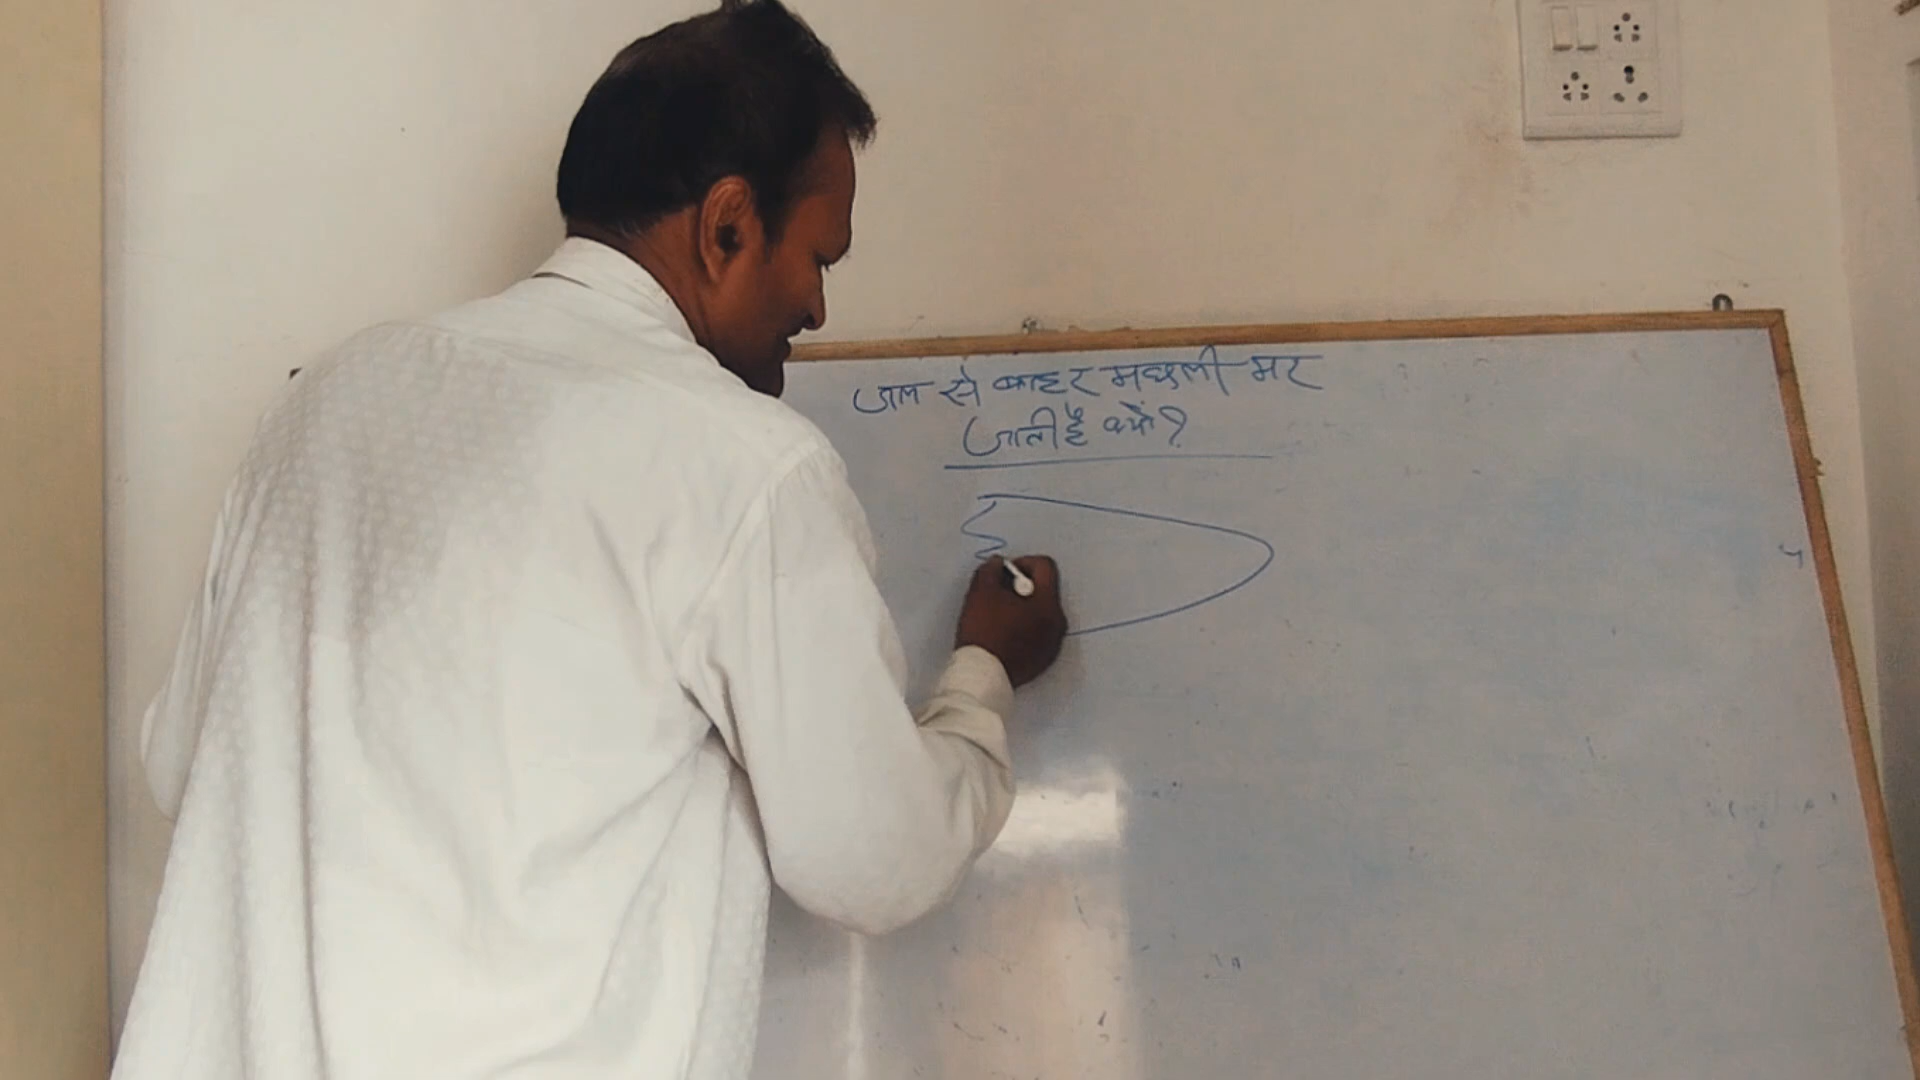 जल से बाहर मछली मर
जाती है क्यों?